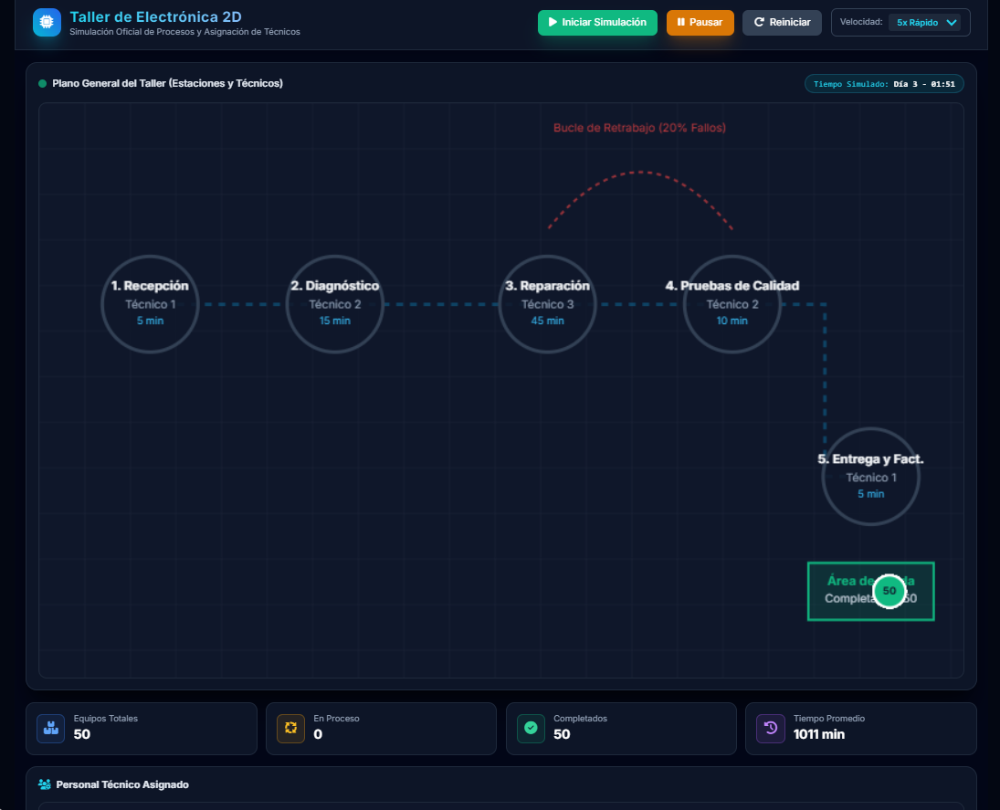 Taller de Electrónica 2D
Simulación Oficial de Procesos y Asignación de Técnicos
Iniciar Simulación
Pausar
Reiniciar
Velocidad: 5x Rápido
Plano General del Taller (Estaciones y Técnicos)
Tiempo Simulado: Día 3 - 01:51
Bucle de Retrabajo (20% Fallos)
1. Recepción
Técnico 1
5 min
2. Diagnóstico
Técnico 2
15 min
3. Reparación
Técnico 3
45 min
4. Pruebas de Calidad
Técnico 2
10 min
5. Entrega y Fact.
Técnico 1
5 min
Área de
50
Equipos Totales
50
En Proceso
0
Completados
50
Tiempo Promedio
1011 min
Personal Técnico Asignado